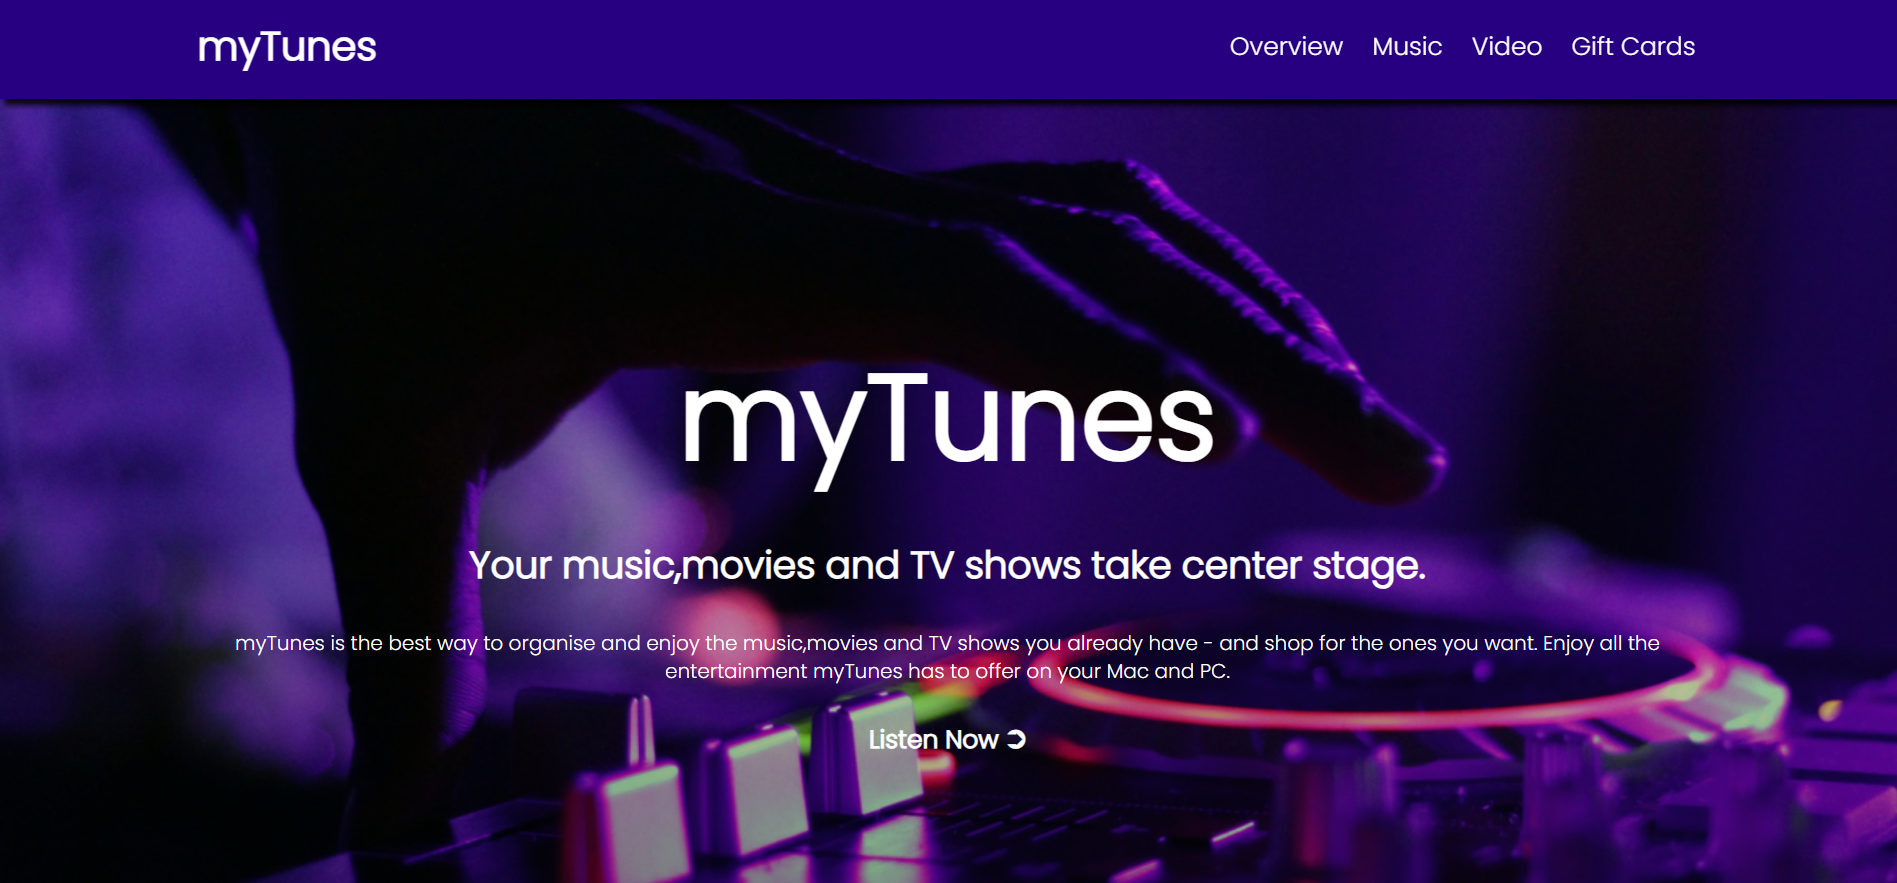 myTunes
Overview Music Video Gift Cards
myTunes
Your music,movies and TV shows take center stage.
myTunes is the best way to organise and enjoy the music,movies and TV shows you already have - and shop for the ones you want. Enjoy all the
entertainment myTunes has to offer on your Mac and PC.
Listen Now ➲